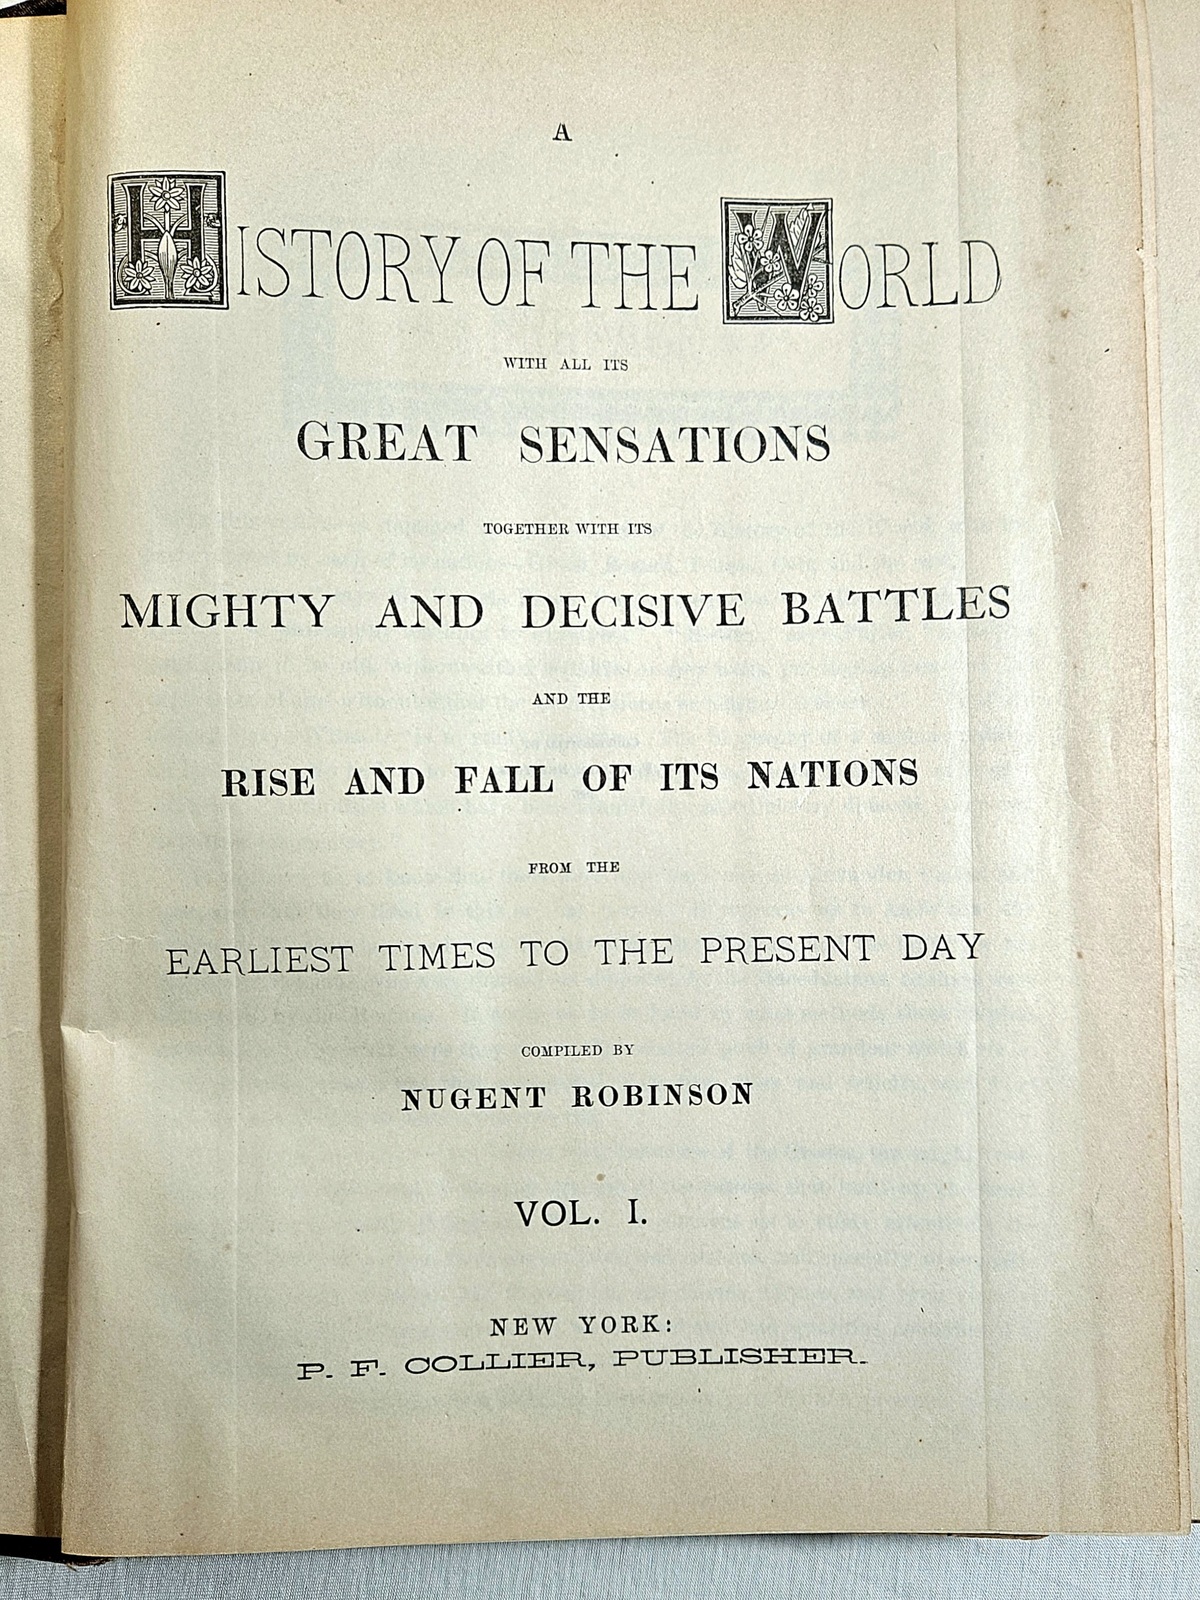 A
HISTORY OF THE WORLD
WITH ALL ITS
GREAT SENSATIONS
TOGETHER WITH ITS
MIGHTY AND DECISIVE BATTLES
AND THE
RISE AND FALL OF ITS NATIONS
FROM THE
EARLIEST TIMES TO THE PRESENT DAY
COMPILED BY
NUGENT ROBINSON
VOL. I.
NEW YORK:
P. F. COLLIER, PUBLISHER.